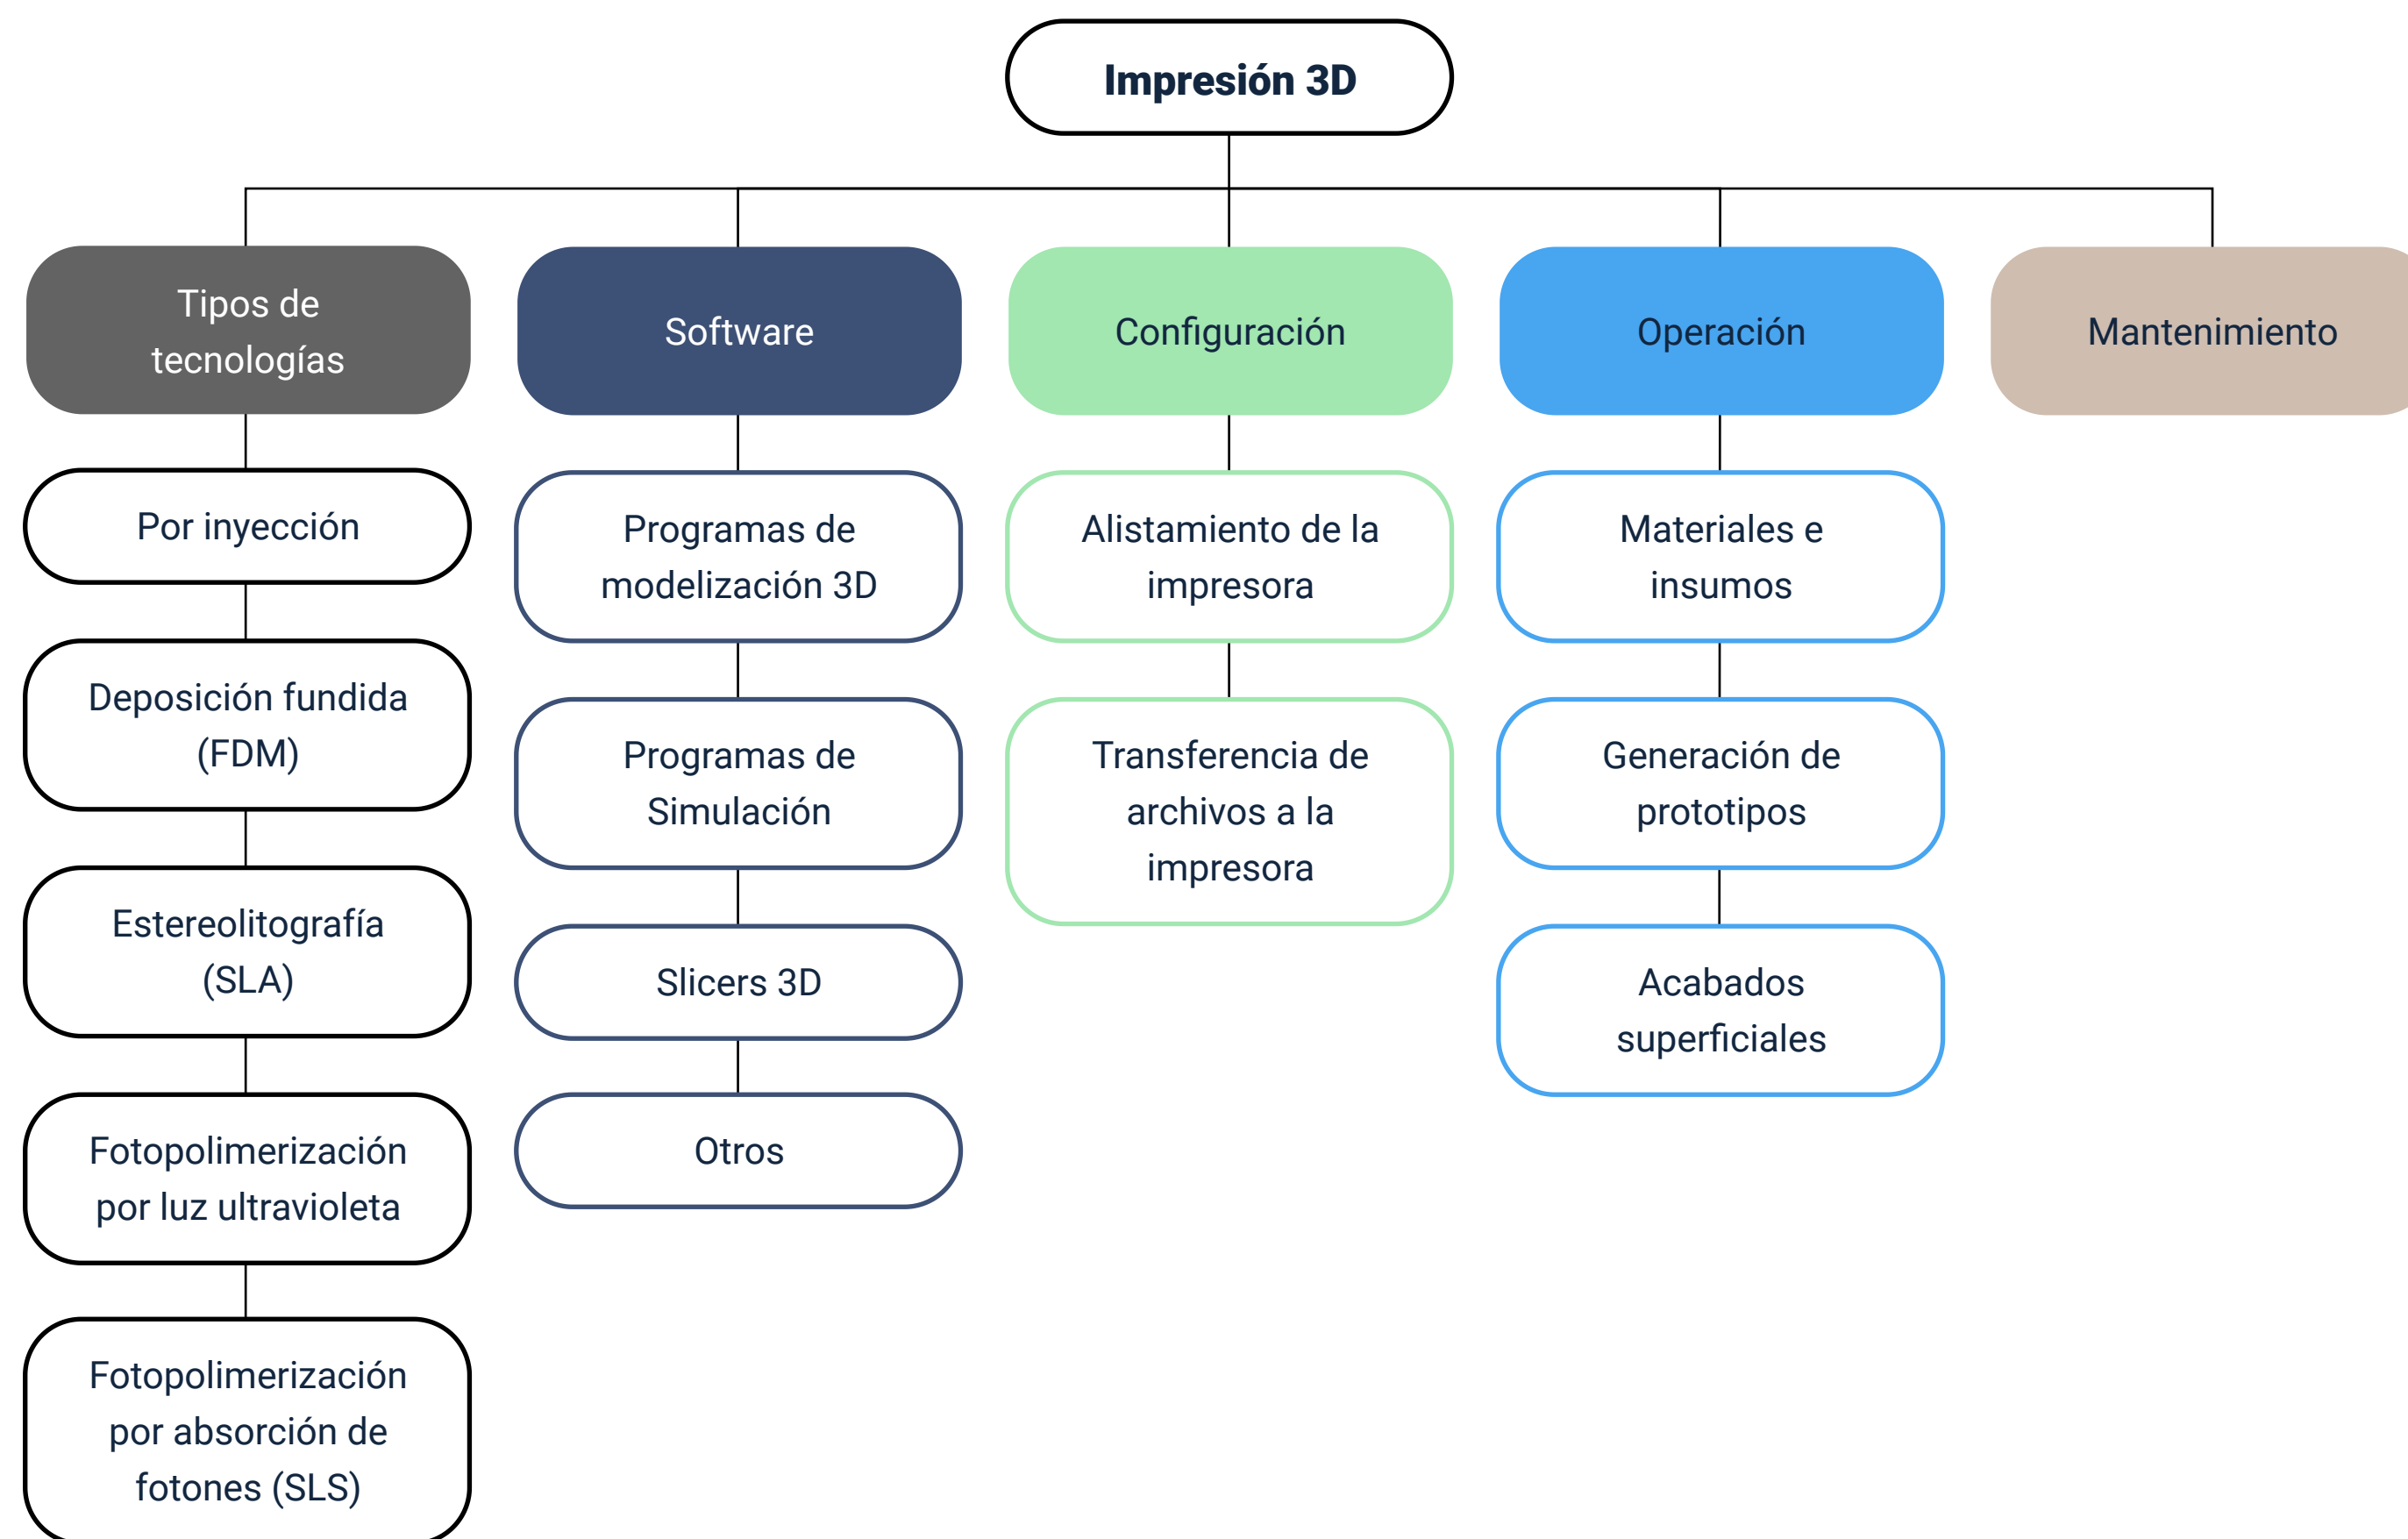 Impresión 3D
Tipos de
tecnologías
Por inyección
Deposición fundida
(FDM)
Estereolitografía
(SLA)
Fotopolimerización
por luz ultravioleta
Fotopolimerización
por absorción de
fotones (SLS)
Software
Programas de
modelización 3D
Programas de
Simulación
Slicers 3D
Otros
Configuración
Alistamiento de la
impresora
Transferencia de
archivos a la
impresora
Operación
Materiales e
insumos
Generación de
prototipos
Acabados
superficiales
Mantenimiento